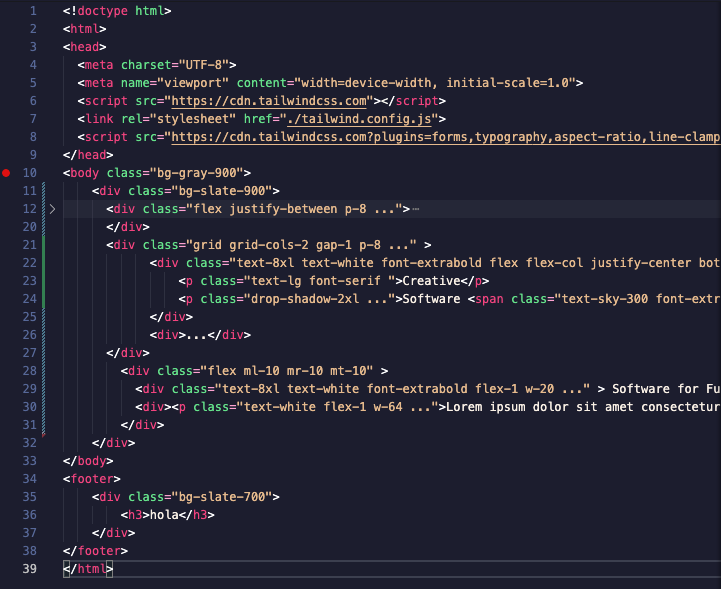 1 <!doctype html>
2 <html>
3 <head>
4 <meta charset="UTF-8">
5 <meta name="viewport" content="width=device-width, initial-scale=1.0">
6 <script src="https://cdn.tailwindcss.com"></script>
7 <link rel="stylesheet" href="./tailwind.config.js">
8 <script src="https://cdn.tailwindcss.com?plugins=forms,typography,aspect-ratio,line-clamp
9 </head>
10 <body class="bg-gray-900">
11 <div class="bg-slate-900">
12 <div class="flex justify-between p-8 ...">…
20 </div>
21 <div class="grid grid-cols-2 gap-1 p-8 ..." >
22 <div class="text-8xl text-white font-extrabold flex flex-col justify-center bot
23 <p class="text-lg font-serif ">Creative</p>
24 <p class="drop-shadow-2xl ...">Software <span class="text-sky-300 font-extr
25 </div>
26 <div>...</div>
27 </div>
28 <div class="flex ml-10 mr-10 mt-10" >
29 <div class="text-8xl text-white font-extrabold flex-1 w-20 ..." > Software for Fu
30 <div><p class="text-white flex-1 w-64 ...">Lorem ipsum dolor sit amet consectetur
31 </div>
32 </div>
33 </body>
34 <footer>
35 <div class="bg-slate-700">
36 <h3>hola</h3>
37 </div>
38 </footer>
39 </html>